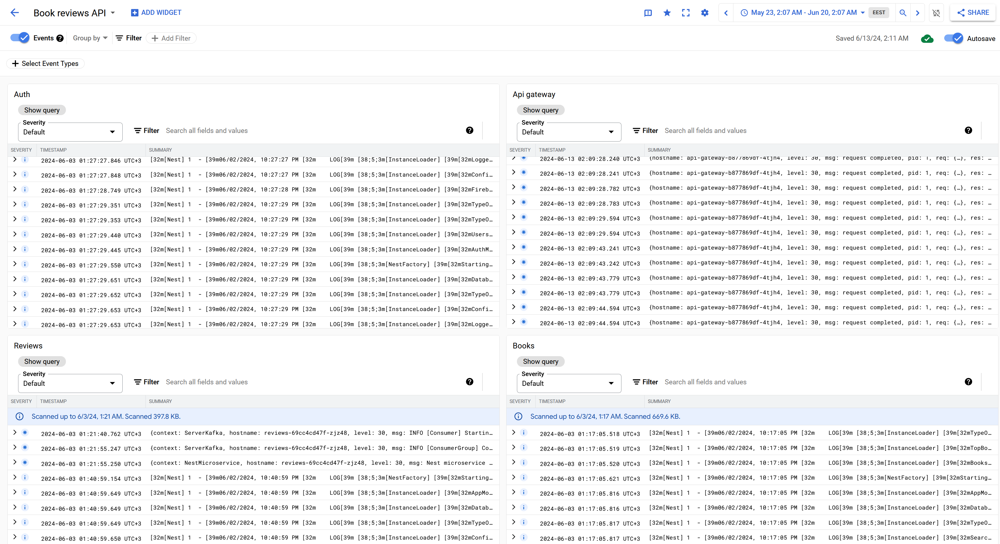 Book reviews API
ADD WIDGET
May 23, 2:07 AM - Jun 20, 2:07 AM
EEST
SHARE
Events
Group by
Filter
Add Filter
Saved 6/13/24, 2:11 AM
Autosave
Select Event Types
Auth
Show query
Severity
Default
Filter
Search all fields and values
SEVERITY TIMESTAMP SUMMARY
2024-06-03 01:27:27.846 UTC+3 [32m[Nest] 1 - [39m06/02/2024, 10:27:27 PM [32m LOG[39m [38;5;3m[InstanceLoader] [39m[32mLogge…
2024-06-03 01:27:27.848 UTC+3 [32m[Nest] 1 - [39m06/02/2024, 10:27:27 PM [32m LOG[39m [38;5;3m[InstanceLoader] [39m[32mConfi…
2024-06-03 01:27:28.749 UTC+3 [32m[Nest] 1 - [39m06/02/2024, 10:27:28 PM [32m LOG[39m [38;5;3m[InstanceLoader] [39m[32mFireb…
2024-06-03 01:27:29.351 UTC+3 [32m[Nest] 1 - [39m06/02/2024, 10:27:29 PM [32m LOG[39m [38;5;3m[InstanceLoader] [39m[32mTypeO…
2024-06-03 01:27:29.353 UTC+3 [32m[Nest] 1 - [39m06/02/2024, 10:27:29 PM [32m LOG[39m [38;5;3m[InstanceLoader] [39m[32mTypeO…
2024-06-03 01:27:29.440 UTC+3 [32m[Nest] 1 - [39m06/02/2024, 10:27:29 PM [32m LOG[39m [38;5;3m[InstanceLoader] [39m[32mUsers…
2024-06-03 01:27:29.445 UTC+3 [32m[Nest] 1 - [39m06/02/2024, 10:27:29 PM [32m LOG[39m [38;5;3m[InstanceLoader] [39m[32mAuthM…
2024-06-03 01:27:29.550 UTC+3 [32m[Nest] 1 - [39m06/02/2024, 10:27:29 PM [32m LOG[39m [38;5;3m[NestFactory] [39m[32mStarting…
2024-06-03 01:27:29.651 UTC+3 [32m[Nest] 1 - [39m06/02/2024, 10:27:29 PM [32m LOG[39m [38;5;3m[InstanceLoader] [39m[32mDatab…
2024-06-03 01:27:29.652 UTC+3 [32m[Nest] 1 - [39m06/02/2024, 10:27:29 PM [32m LOG[39m [38;5;3m[InstanceLoader] [39m[32mTypeO…
2024-06-03 01:27:29.653 UTC+3 [32m[Nest] 1 - [39m06/02/2024, 10:27:29 PM [32m LOG[39m [38;5;3m[InstanceLoader] [39m[32mConfi…
2024-06-03 01:27:29.653 UTC+3 [32m[Nest] 1 - [39m06/02/2024, 10:27:29 PM [32m LOG[39m [38;5;3m[InstanceLoader] [39m[32mLogge…
Api gateway
Show query
Severity
Default
Filter
Search all fields and values
SEVERITY TIMESTAMP SUMMARY
2024-06-13 02:09:28.240 UTC+3 {hostname: api-gateway-b877869df-4tjh4, level: 30, msg: request completed, pid: 1, req: {…}, res: …
2024-06-13 02:09:28.241 UTC+3 {hostname: api-gateway-b877869df-4tjh4, level: 30, msg: request completed, pid: 1, req: {…}, res: …
2024-06-13 02:09:28.782 UTC+3 {hostname: api-gateway-b877869df-4tjh4, level: 30, msg: request completed, pid: 1, req: {…}, res: …
2024-06-13 02:09:28.783 UTC+3 {hostname: api-gateway-b877869df-4tjh4, level: 30, msg: request completed, pid: 1, req: {…}, res: …
2024-06-13 02:09:29.594 UTC+3 {hostname: api-gateway-b877869df-4tjh4, level: 30, msg: request completed, pid: 1, req: {…}, res: …
2024-06-13 02:09:29.594 UTC+3 {hostname: api-gateway-b877869df-4tjh4, level: 30, msg: request completed, pid: 1, req: {…}, res: …
2024-06-13 02:09:43.241 UTC+3 {hostname: api-gateway-b877869df-4tjh4, level: 30, msg: request completed, pid: 1, req: {…}, res: …
2024-06-13 02:09:43.242 UTC+3 {hostname: api-gateway-b877869df-4tjh4, level: 30, msg: request completed, pid: 1, req: {…}, res: …
2024-06-13 02:09:43.779 UTC+3 {hostname: api-gateway-b877869df-4tjh4, level: 30, msg: request completed, pid: 1, req: {…}, res: …
2024-06-13 02:09:43.779 UTC+3 {hostname: api-gateway-b877869df-4tjh4, level: 30, msg: request completed, pid: 1, req: {…}, res: …
2024-06-13 02:09:44.594 UTC+3 {hostname: api-gateway-b877869df-4tjh4, level: 30, msg: request completed, pid: 1, req: {…}, res: …
2024-06-13 02:09:44.594 UTC+3 {hostname: api-gateway-b877869df-4tjh4, level: 30, msg: request completed, pid: 1, req: {…}, res: …
Reviews
Show query
Severity
Default
Filter
Search all fields and values
SEVERITY TIMESTAMP SUMMARY
Scanned up to 6/3/24, 1:21 AM. Scanned 397.8 KB.
2024-06-03 01:21:40.762 UTC+3 {context: ServerKafka, hostname: reviews-69cc4cd47f-zjz48, level: 30, msg: INFO [Consumer] Startin…
2024-06-03 01:21:55.247 UTC+3 {context: ServerKafka, hostname: reviews-69cc4cd47f-zjz48, level: 30, msg: INFO [ConsumerGroup] Co…
2024-06-03 01:21:55.250 UTC+3 {context: NestMicroservice, hostname: reviews-69cc4cd47f-zjz48, level: 30, msg: Nest microservice …
2024-06-03 01:40:59.154 UTC+3 [32m[Nest] 1 - [39m06/02/2024, 10:40:59 PM [32m LOG[39m [38;5;3m[NestFactory] [39m[32mStarting…
2024-06-03 01:40:59.649 UTC+3 [32m[Nest] 1 - [39m06/02/2024, 10:40:59 PM [32m LOG[39m [38;5;3m[InstanceLoader] [39m[32mAppMo…
2024-06-03 01:40:59.649 UTC+3 [32m[Nest] 1 - [39m06/02/2024, 10:40:59 PM [32m LOG[39m [38;5;3m[InstanceLoader] [39m[32mDatab…
2024-06-03 01:40:59.649 UTC+3 [32m[Nest] 1 - [39m06/02/2024, 10:40:59 PM [32m LOG[39m [38;5;3m[InstanceLoader] [39m[32mTypeO…
2024-06-03 01:40:59.650 UTC+3 [32m[Nest] 1 - [39m06/02/2024, 10:40:59 PM [32m LOG[39m [38;5;3m[InstanceLoader] [39m[32mConfi…
Books
Show query
Severity
Default
Filter
Search all fields and values
SEVERITY TIMESTAMP SUMMARY
Scanned up to 6/3/24, 1:17 AM. Scanned 669.6 KB.
2024-06-03 01:17:05.518 UTC+3 [32m[Nest] 1 - [39m06/02/2024, 10:17:05 PM [32m LOG[39m [38;5;3m[InstanceLoader] [39m[32mTypeO…
2024-06-03 01:17:05.519 UTC+3 [32m[Nest] 1 - [39m06/02/2024, 10:17:05 PM [32m LOG[39m [38;5;3m[InstanceLoader] [39m[32mTopBo…
2024-06-03 01:17:05.520 UTC+3 [32m[Nest] 1 - [39m06/02/2024, 10:17:05 PM [32m LOG[39m [38;5;3m[InstanceLoader] [39m[32mBooks…
2024-06-03 01:17:05.621 UTC+3 [32m[Nest] 1 - [39m06/02/2024, 10:17:05 PM [32m LOG[39m [38;5;3m[NestFactory] [39m[32mStarting…
2024-06-03 01:17:05.816 UTC+3 [32m[Nest] 1 - [39m06/02/2024, 10:17:05 PM [32m LOG[39m [38;5;3m[InstanceLoader] [39m[32mAppMo…
2024-06-03 01:17:05.816 UTC+3 [32m[Nest] 1 - [39m06/02/2024, 10:17:05 PM [32m LOG[39m [38;5;3m[InstanceLoader] [39m[32mDatab…
2024-06-03 01:17:05.817 UTC+3 [32m[Nest] 1 - [39m06/02/2024, 10:17:05 PM [32m LOG[39m [38;5;3m[InstanceLoader] [39m[32mTypeO…
2024-06-03 01:17:05.817 UTC+3 [32m[Nest] 1 - [39m06/02/2024, 10:17:05 PM [32m LOG[39m [38;5;3m[InstanceLoader] [39m[32mSearc…